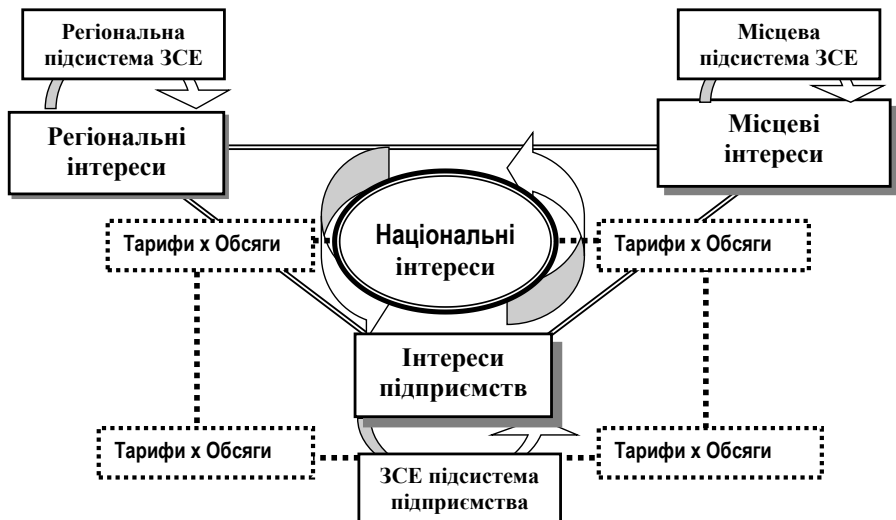 Регіональна
підсистема ЗСЕ
Місцева
підсистема ЗСЕ
Регіональні
інтереси
Місцеві
інтереси
Тарифи х Обсяги
Національні
інтереси
Тарифи х Обсяги
Інтереси
підприємств
Тарифи х Обсяги
Тарифи х Обсяги
ЗСЕ підсистема
підприємства